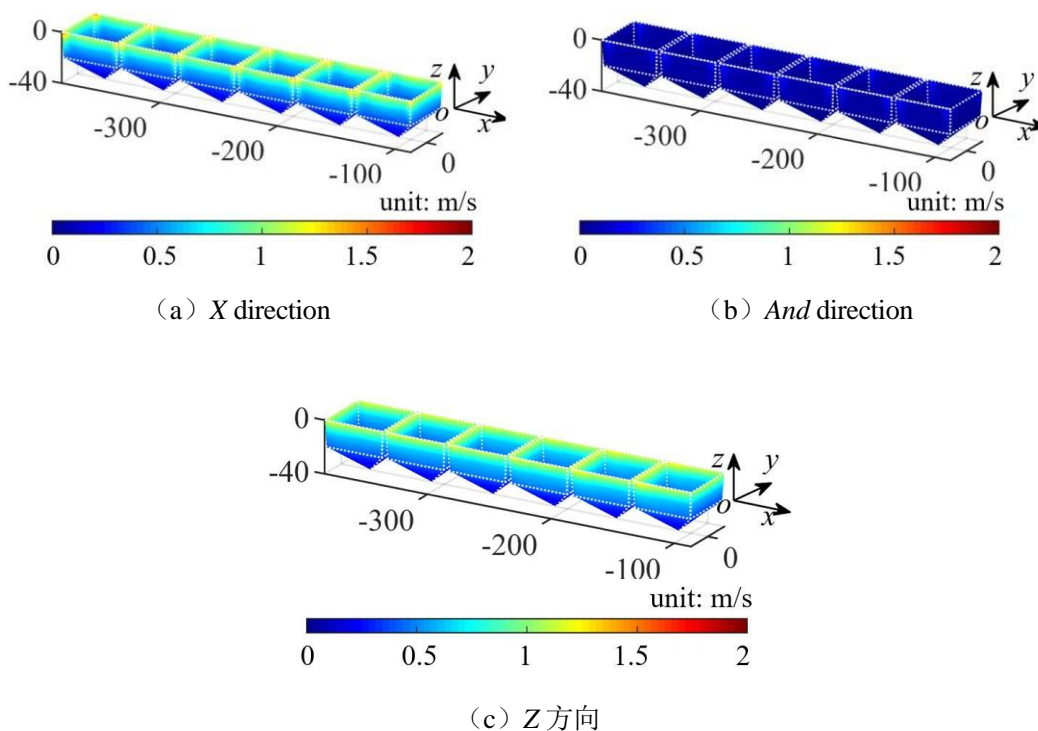 0
-40
-300
-200
-100
0
z
y
o
x
unit: m/s
0 0.5 1 1.5 2
（a）X direction
0
-40
-300
-200
-100
0
z
y
o
x
unit: m/s
0 0.5 1 1.5 2
（b）And direction
0
-40
-300
-200
-100
0
z
y
o
x
unit: m/s
0 0.5 1 1.5 2
（c）Z 方向